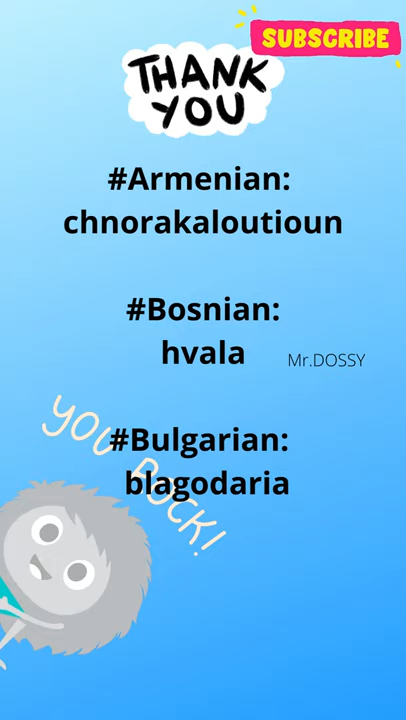 SUBSCRIBE
THANK
YOU
#Armenian:
chnorakaloutioun
#Bosnian:
hvala
Mr.DOSSY
#Bulgarian:
blagodaria
YOU ROCK!